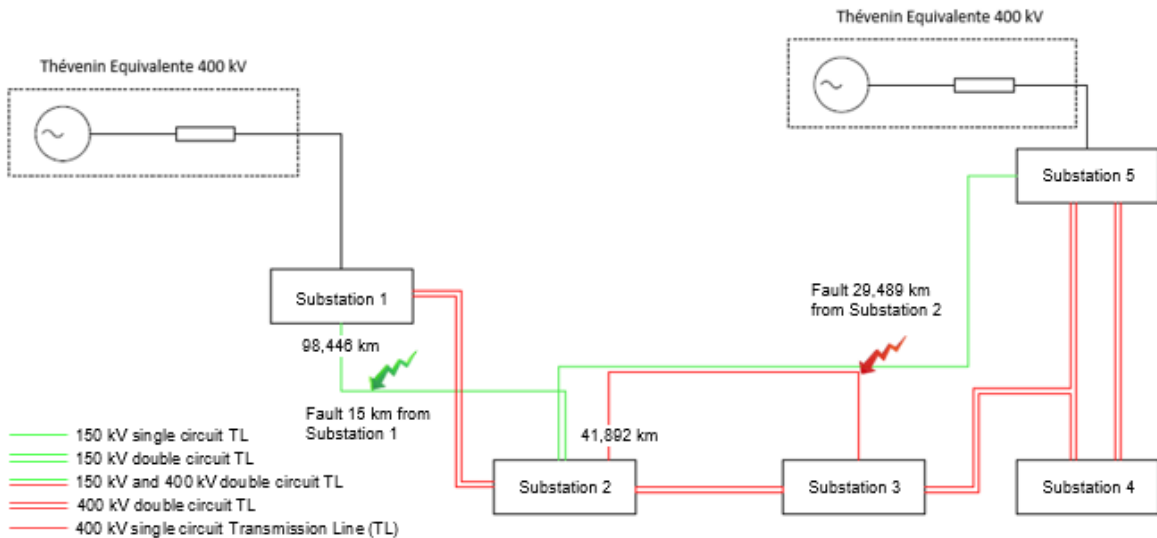 Thévenin Equivalente 400 kV
Thévenin Equivalente 400 kV
Substation 5
Substation 1
Fault 29,489 km
from Substation 2
98,446 km
Fault 15 km from
Substation 1
41,892 km
150 kV single circuit TL
150 kV double circuit TL
150 kV and 400 kV double circuit TL
400 kV double circuit TL
400 kV single circuit Transmission Line (TL)
Substation 2
Substation 3
Substation 4